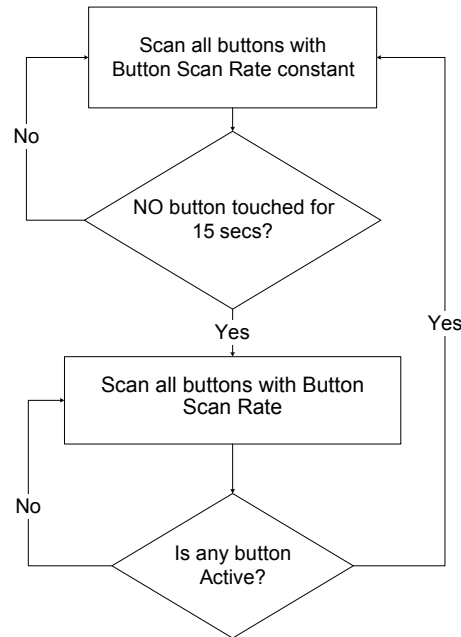 Scan all buttons with
Button Scan Rate constant
No
NO button touched for
15 secs?
Yes
Yes
Scan all buttons with Button
Scan Rate
No
Is any button
Active?